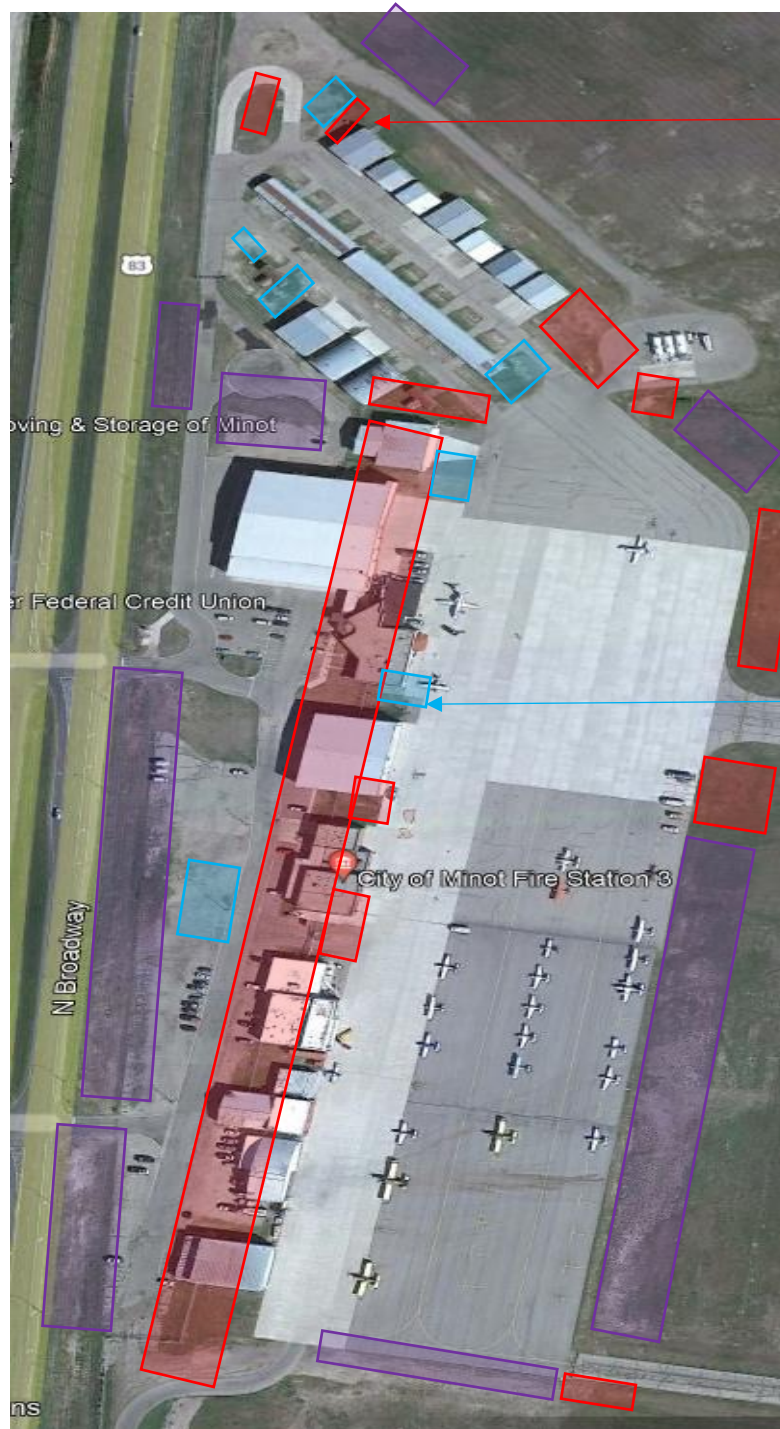 83
oving & Storage of Minot
er Federal Credit Union
City of Minot Fire Station 3
N Broadway
ns